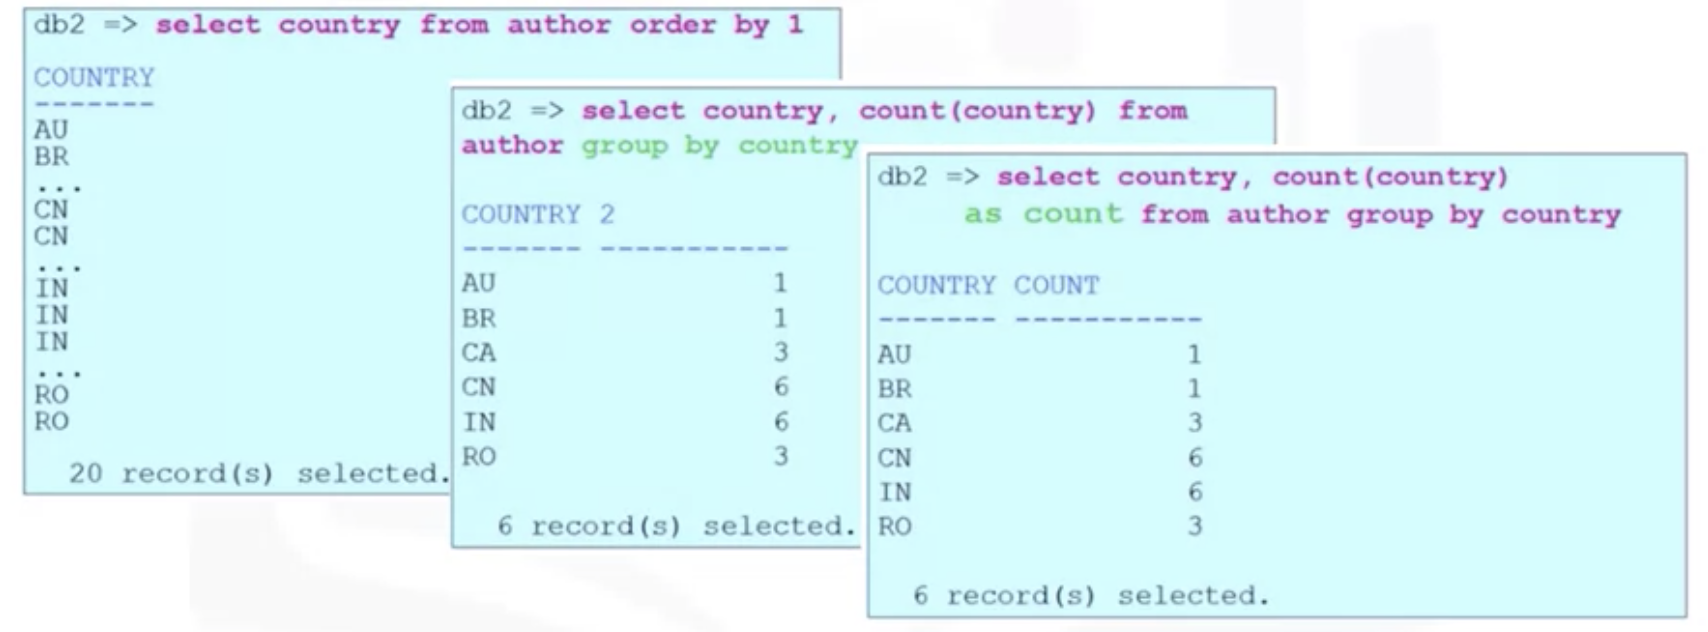 db2 => select country from author order by 1
COUNTRY
-------
AU
BR
...
CN
CN
...
IN
IN
IN
...
RO
RO
20 record(s) selected.
db2 => select country, count(country) from
author group by country
COUNTRY 2
------- -----------
AU 1
BR 1
CA 3
CN 6
IN 6
RO 3
6 record(s) selected.
db2 => select country, count(country)
as count from author group by country
COUNTRY COUNT
------- -----------
AU 1
BR 1
CA 3
CN 6
IN 6
RO 3
6 record(s) selected.